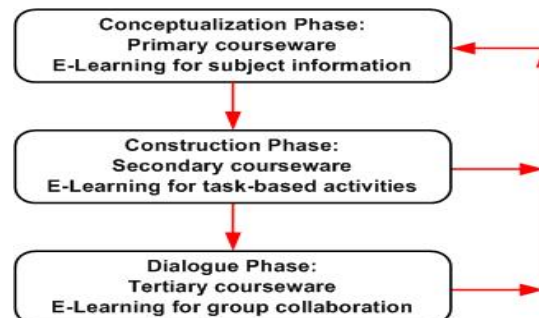 Conceptualization Phase:
Primary courseware
E-Learning for subject information
Construction Phase:
Secondary courseware
E-Learning for task-based activities
Dialogue Phase:
Tertiary courseware
E-Learning for group collaboration